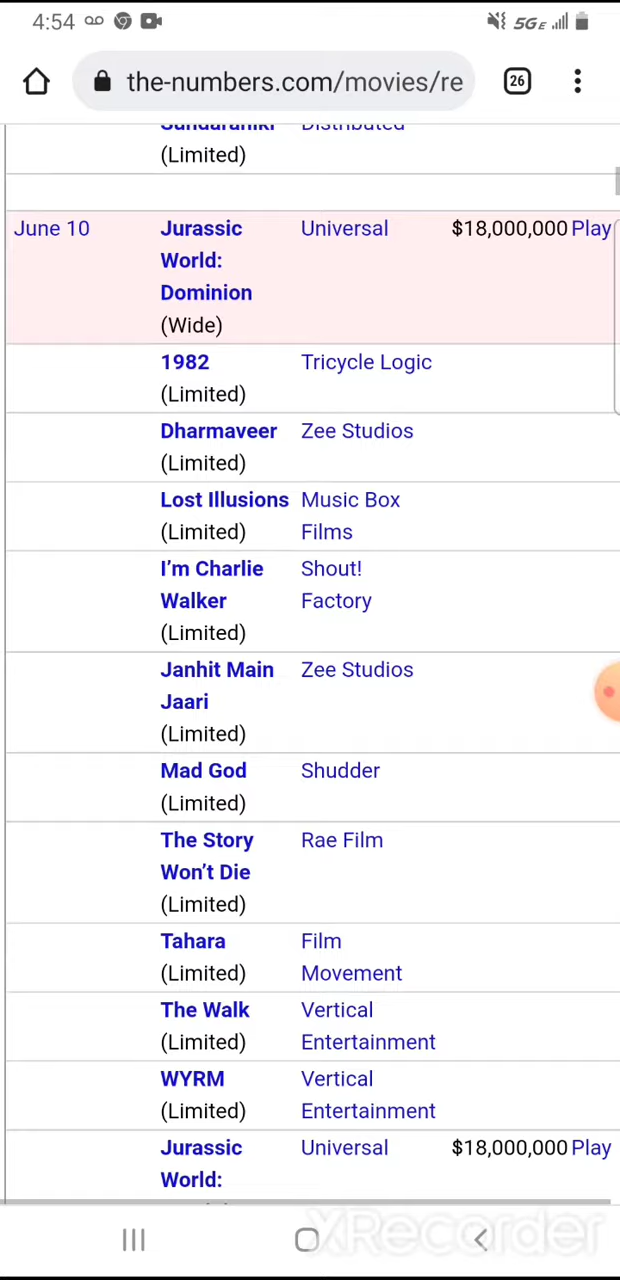 4:54 5GE
the-numbers.com/movies/re 26
Sundaraniki Distributed
(Limited)
June 10 Jurassic Universal $18,000,000 Play
World:
Dominion
(Wide)
1982 Tricycle Logic
(Limited)
Dharmaveer Zee Studios
(Limited)
Lost Illusions Music Box
(Limited) Films
I'm Charlie Shout!
Walker Factory
(Limited)
Janhit Main Zee Studios
Jaari
(Limited)
Mad God Shudder
(Limited)
The Story Rae Film
Won't Die
(Limited)
Tahara Film
(Limited) Movement
The Walk Vertical
(Limited) Entertainment
WYRM Vertical
(Limited) Entertainment
Jurassic Universal $18,000,000 Play
World:
XRecorder